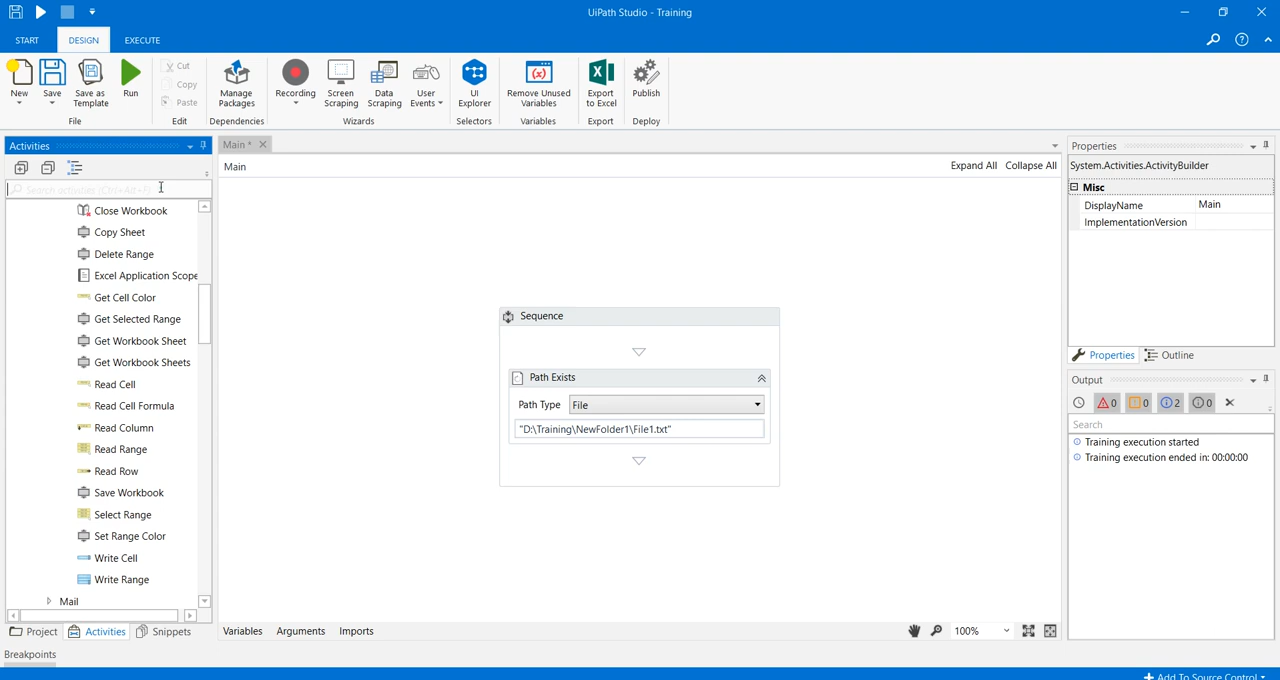 UiPath Studio - Training
START
DESIGN
EXECUTE
New
Save
Save as
Template
Run
File
Cut
Copy
Paste
Edit
Manage
Packages
Dependencies
Recording
Screen
Scraping
Data
Scraping
User
Events
Wizards
UI
Explorer
Selectors
Remove Unused
Variables
Variables
Export
to Excel
Export
Publish
Deploy
Activities
Search activities (Ctrl+Alt+F)
Close Workbook
Copy Sheet
Delete Range
Excel Application Scope
Get Cell Color
Get Selected Range
Get Workbook Sheet
Get Workbook Sheets
Read Cell
Read Cell Formula
Read Column
Read Range
Read Row
Save Workbook
Select Range
Set Range Color
Write Cell
Write Range
Mail
Project
Activities
Snippets
Breakpoints
Main *
Main
Expand All Collapse All
Sequence
Path Exists
Path Type File
"D:\Training\NewFolder1\File1.txt"
Variables Arguments Imports
100%
Properties
System.Activities.ActivityBuilder
Misc
DisplayName Main
ImplementationVersion
Properties Outline
Output
0 0 2 0
Search
Training execution started
Training execution ended in: 00:00:00
Add To Source Control